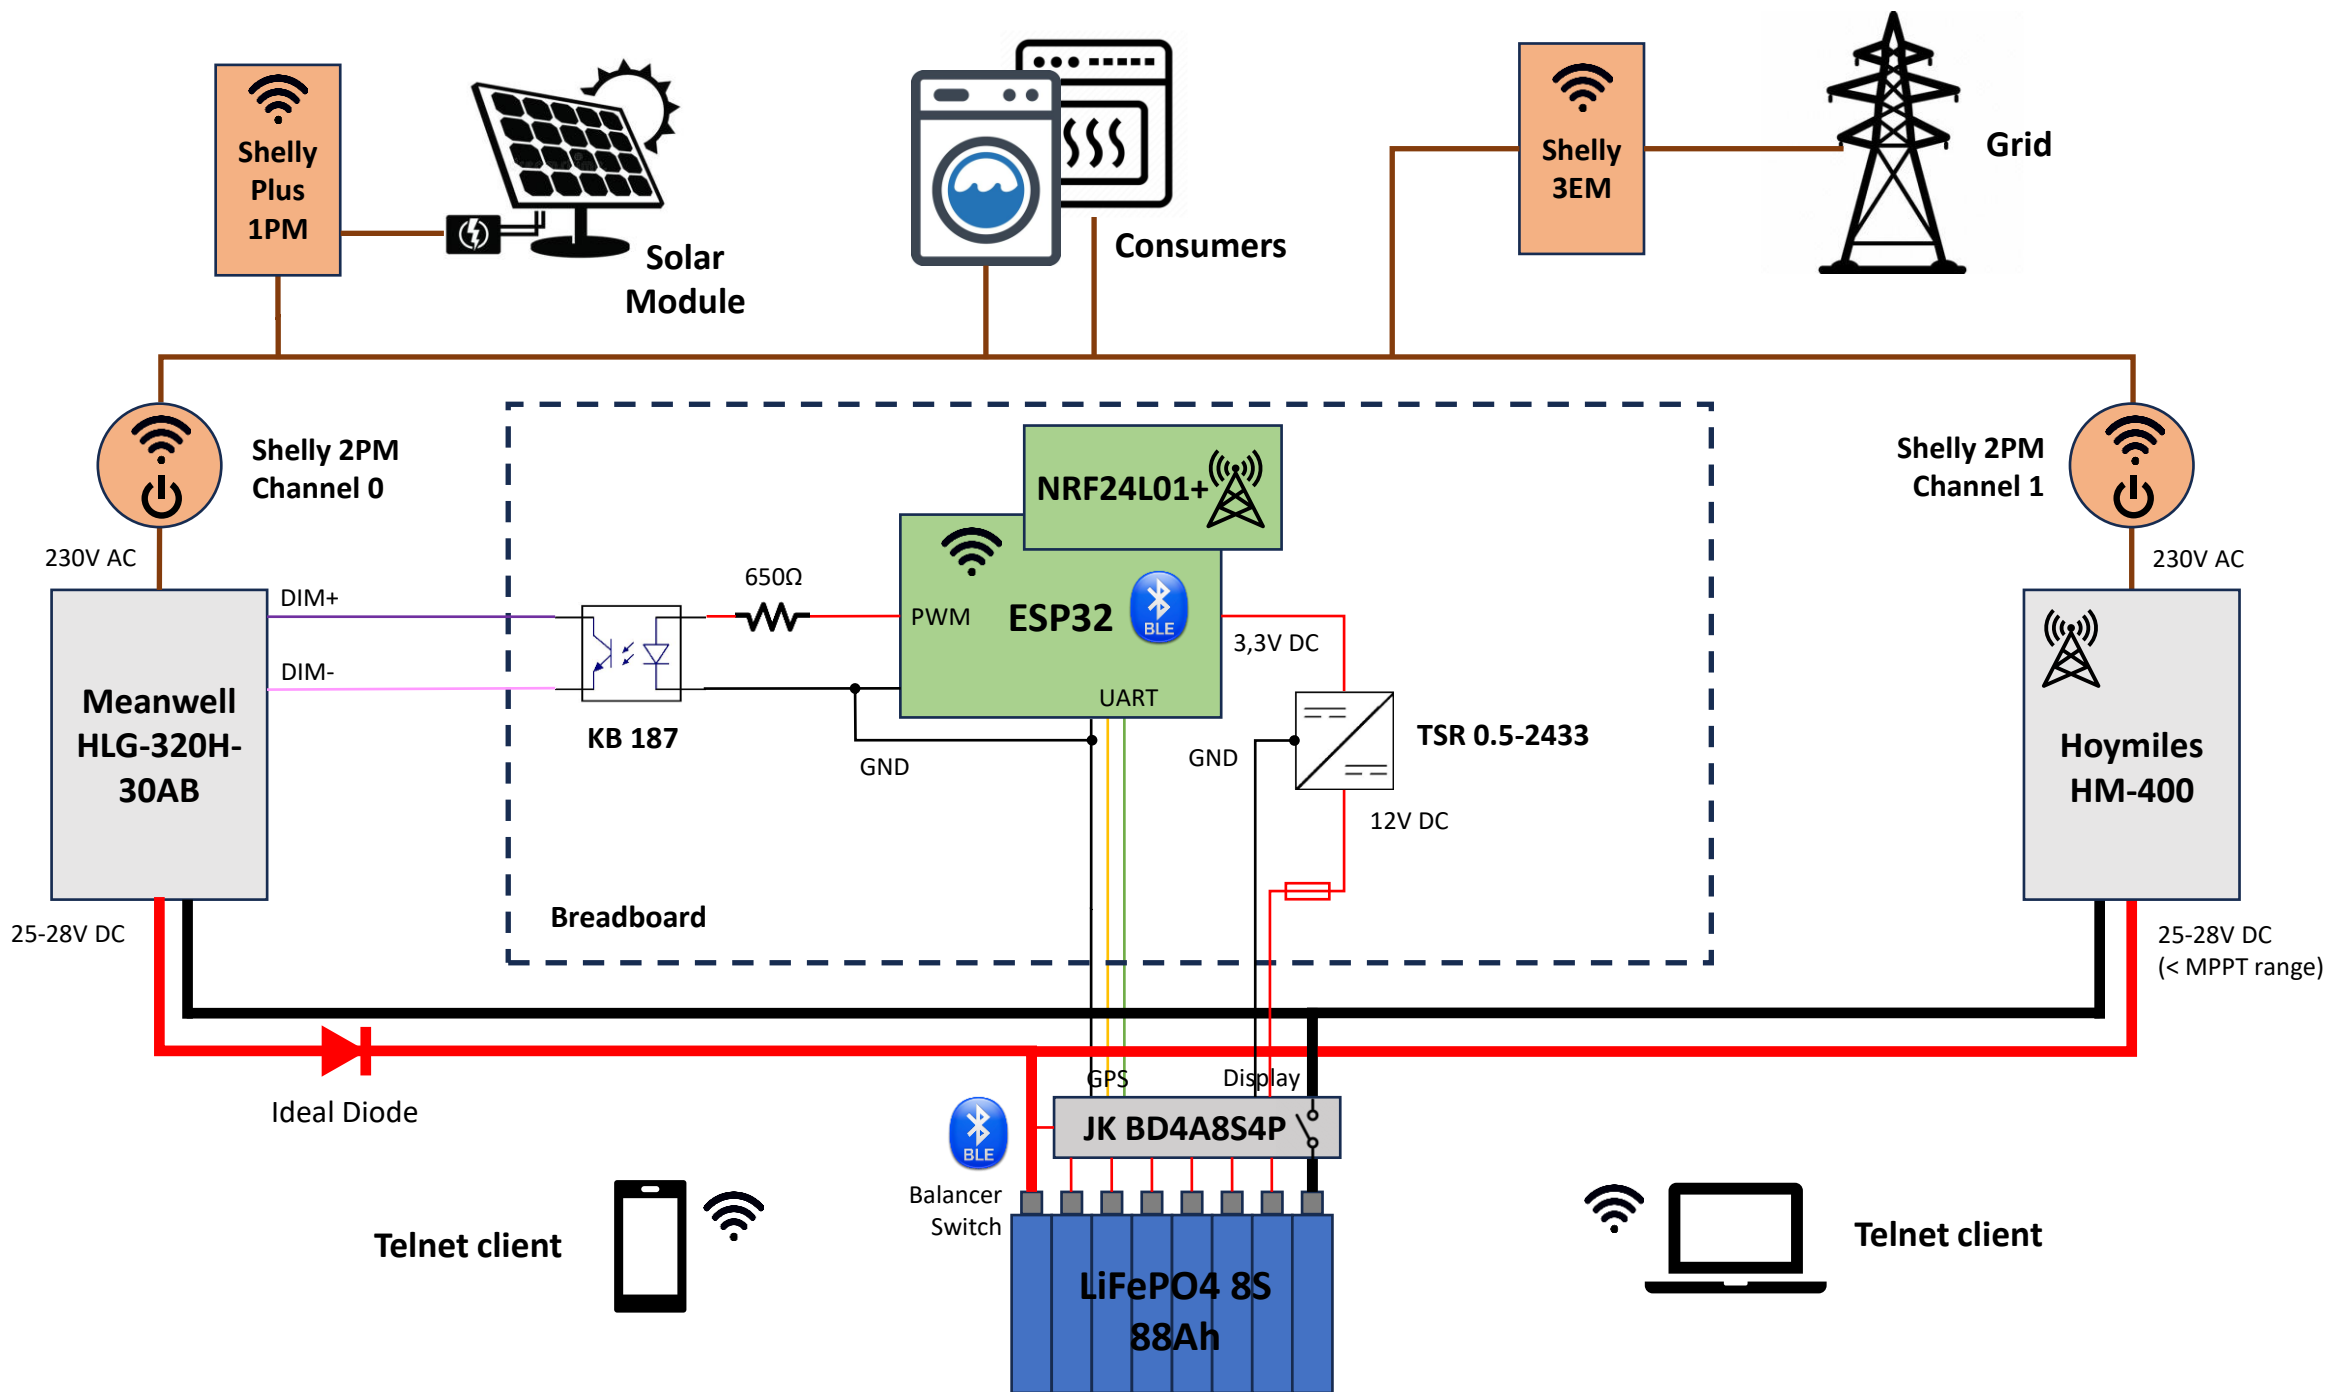 Shelly
Plus
1PM
Solar
Module
Consumers
Shelly
3EM
Grid
Shelly 2PM
Channel 0
NRF24L01+
Shelly 2PM
Channel 1
230V AC
230V AC
DIM+
650Ω
PWM
ESP32
BLE
3,3V DC
DIM-
UART
Meanwell
HLG-320H-
30AB
KB 187
GND
GND
TSR 0.5-2433
Hoymiles
HM-400
12V DC
Breadboard
25-28V DC
25-28V DC
(< MPPT range)
GPS
Display
Ideal Diode
BLE
JK BD4A8S4P
Balancer
Switch
Telnet client
Telnet client
LiFePO4 8S
88Ah